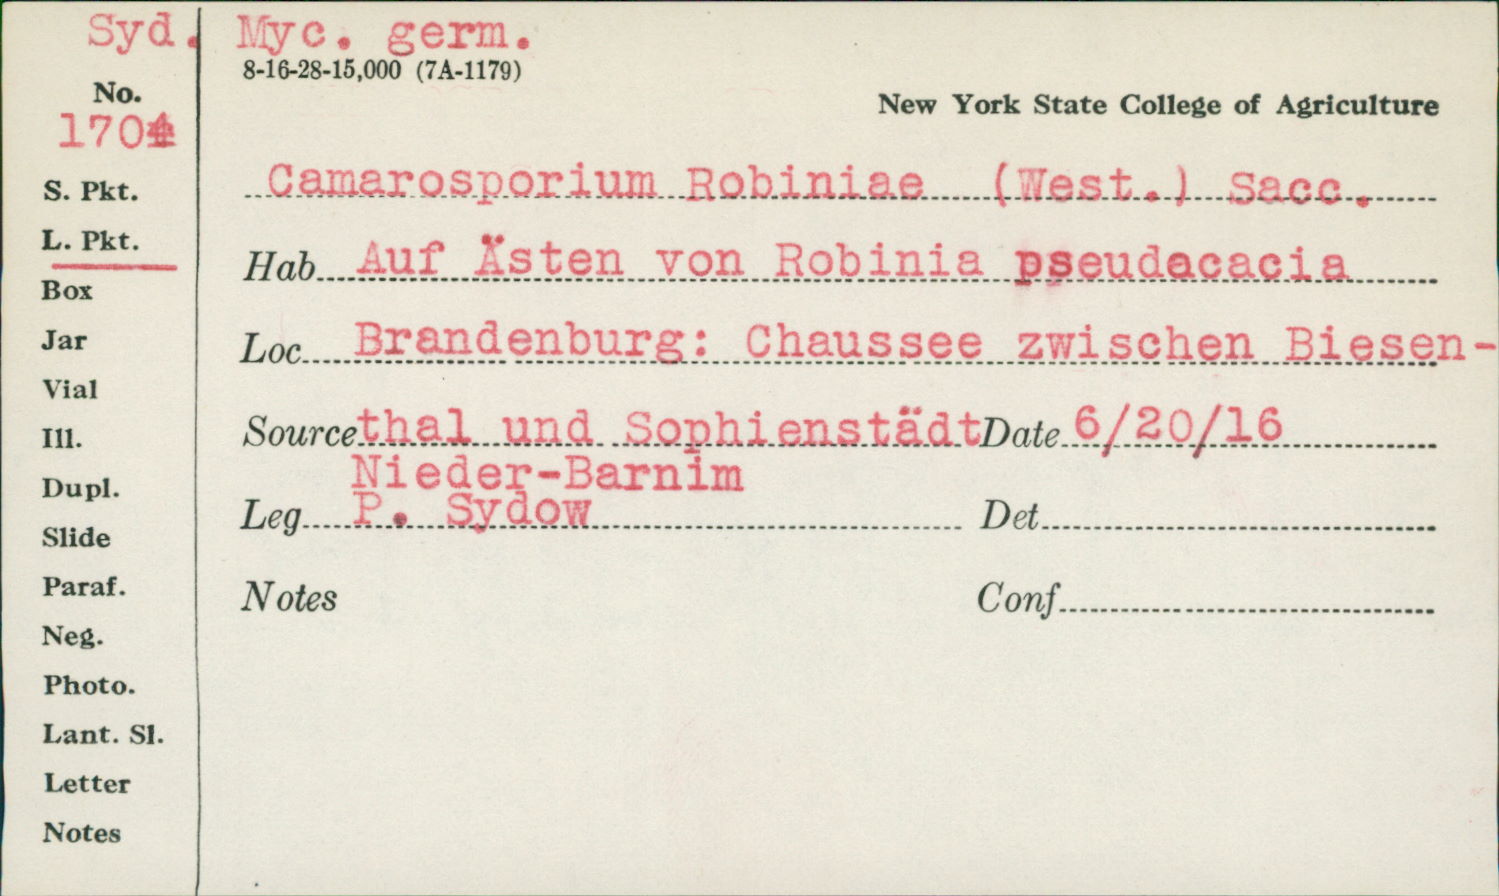 Syd. Myc. germ.
8-16-28-15,000 (7A-1179)
No.
New York State College of Agriculture
1704
S. Pkt.
Camarosporium Robiniae (West.) Sacc.
L. Pkt.
Hab Auf Ästen von Robinia pseudacacia
Box
Jar
Loc Brandenburg: Chaussee zwischen Biesen-
Vial
Ill.
Source thal und Sophienstädt Date 6/20/16
Nieder-Barnim
Dupl.
Leg P. Sydow Det
Slide
Paraf.
Notes Conf
Neg.
Photo.
Lant. Sl.
Letter
Notes